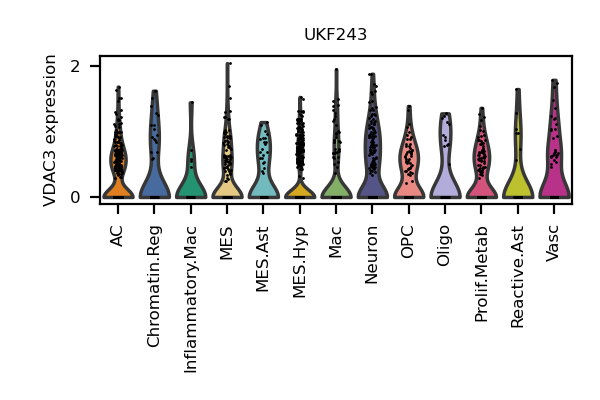 UKF243
VDAC3 expression
2
0
AC
Chromatin.Reg
Inflammatory.Mac
MES
MES.Ast
MES.Hyp
Mac
Neuron
OPC
Oligo
Prolif.Metab
Reactive.Ast
Vasc